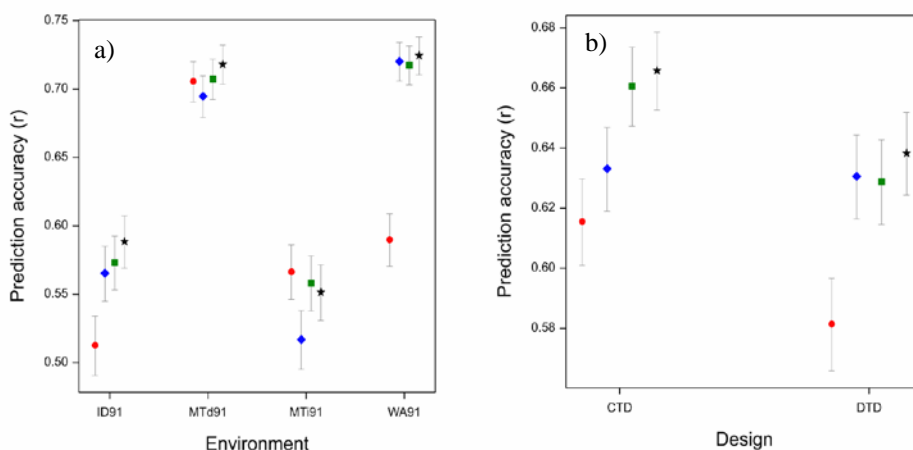 a)
Prediction accuracy (r)
0.75
0.70
0.65
0.60
0.55
0.50
ID91 MTd91 MTi91 WA91
Environment
b)
Prediction accuracy (r)
0.68
0.66
0.64
0.62
0.60
0.58
CTD DTD
Design